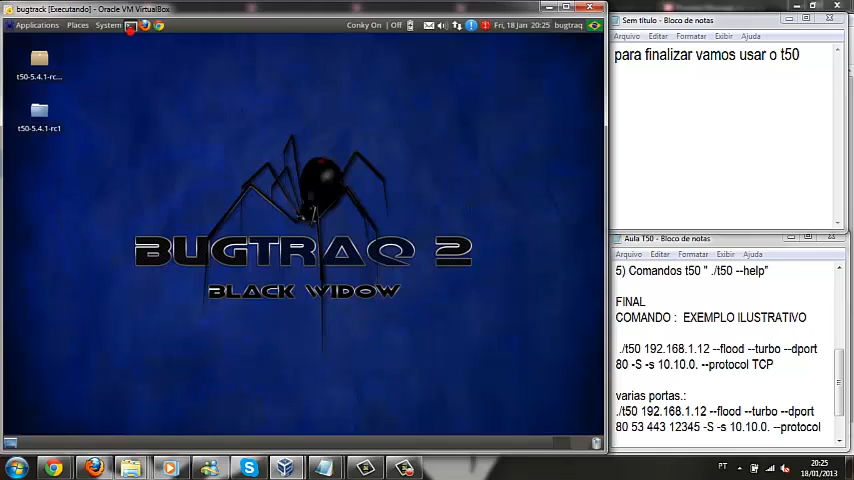 bugtrack [Executando] - Oracle VM VirtualBox
Applications Places System
Conky On | Off
Fri, 18 Jan 20:25 bugtraq
t50-5.4.1-rc...
t50-5.4.1-rc1
BUGTRAQ 2
BLACK WIDOW
Sem título - Bloco de notas
Arquivo Editar Formatar Exibir Ajuda
para finalizar vamos usar o t50
Aula T50 - Bloco de notas
Arquivo Editar Formatar Exibir Ajuda
5) Comandos t50 " ./t50 --help"
FINAL
COMANDO : EXEMPLO ILUSTRATIVO
./t50 192.168.1.12 --flood --turbo --dport
80 -S -s 10.10.0. --protocol TCP
varias portas.:
./t50 192.168.1.12 --flood --turbo --dport
80 53 443 12345 -S -s 10.10.0. --protocol
PT
20:25
18/01/2013